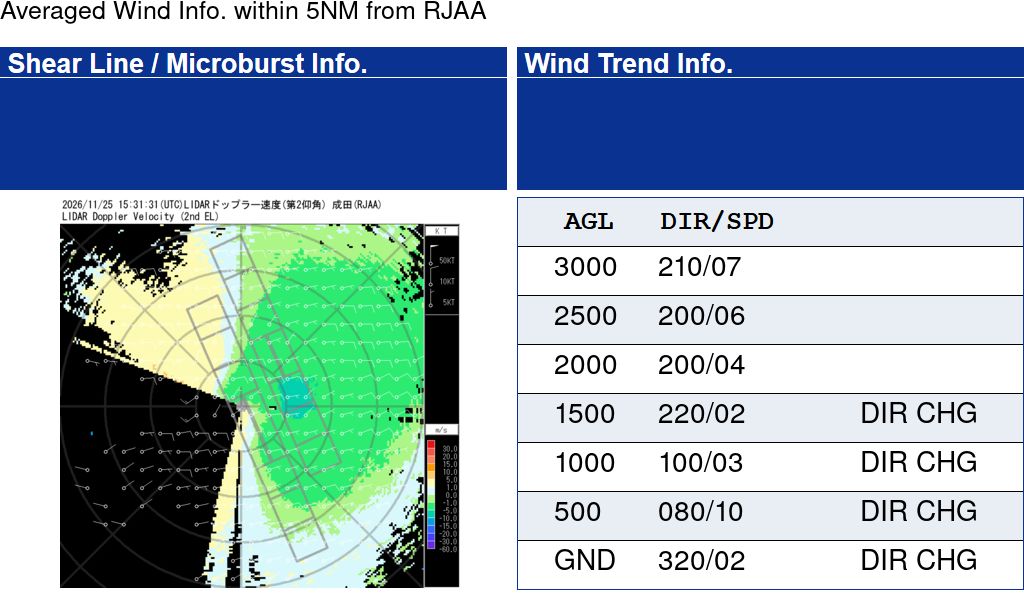 Averaged Wind Info. within 5NM from RJAA
Shear Line / Microburst Info.
Wind Trend Info.
2026/11/25 15:31:31(UTC)LIDARドップラー速度(第2仰角) 成田(RJAA)
LIDAR Doppler Velocity (2nd EL)
KT
50KT
10KT
5KT
m/s
30.0
20.0
15.0
10.0
5.0
1.0
0.0
-1.0
-5.0
-10.0
-15.0
-20.0
-30.0
-60.0
AGL DIR/SPD
3000 210/07
2500 200/06
2000 200/04
1500 220/02 DIR CHG
1000 100/03 DIR CHG
500 080/10 DIR CHG
GND 320/02 DIR CHG